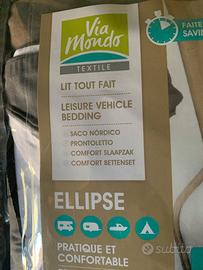 Via
Mondo
TEXTILE
FAITE
LIT TOUT FAIT
LEISURE VEHICLE
BEDDING
SACO NÓRDICO
PRONTOLETTO
COMFORT SLAAPZAK
COMFORT BETTENSET
ELLIPSE
PRATIQUE ET
CONFORTABLE
subito